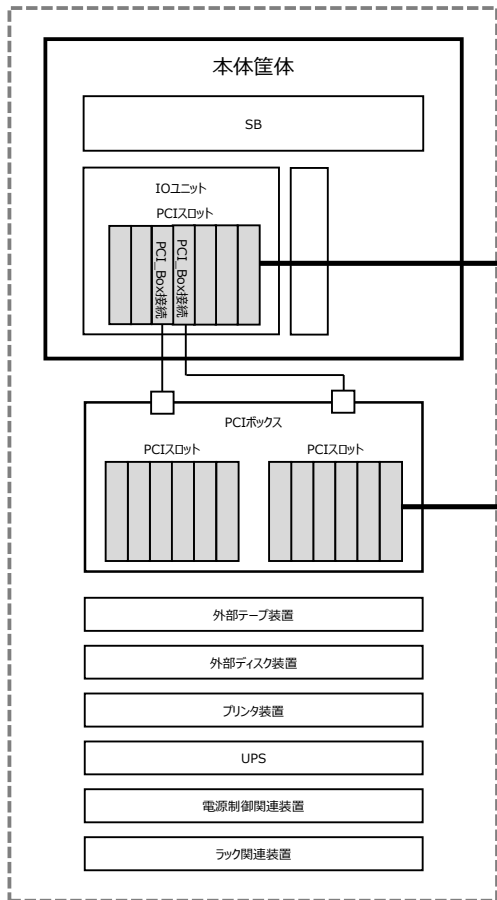 本体筐体
SB
IOユニット
PCIスロット
PCI_Box接続
PCI_Box接続
PCIボックス
PCIスロット
PCIスロット
外部テープ装置
外部ディスク装置
プリンタ装置
UPS
電源制御関連装置
ラック関連装置